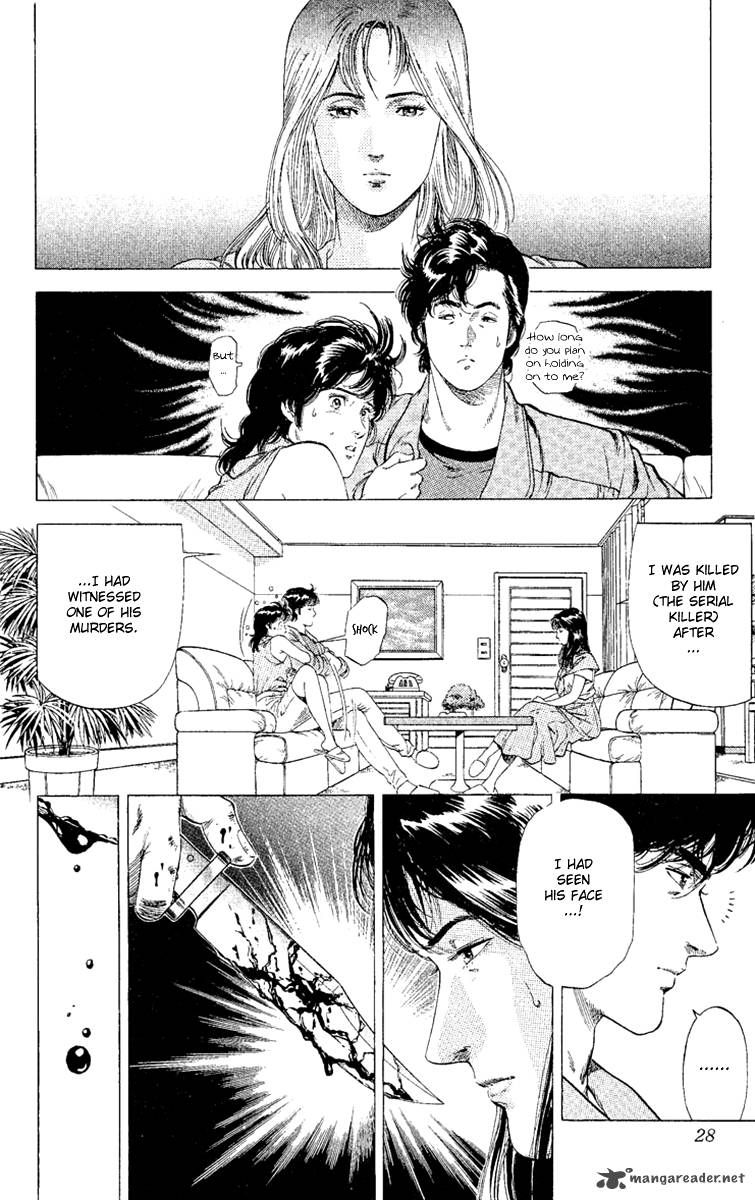 But
...
How long
do you plan
on holding
on to me?
I WAS KILLED
BY HIM
(THE SERIAL
KILLER)
AFTER
...
...I HAD
WITNESSED
ONE OF HIS
MURDERS.
SHOCK
I HAD
SEEN
HIS FACE
...!
......
28
mangareader.net